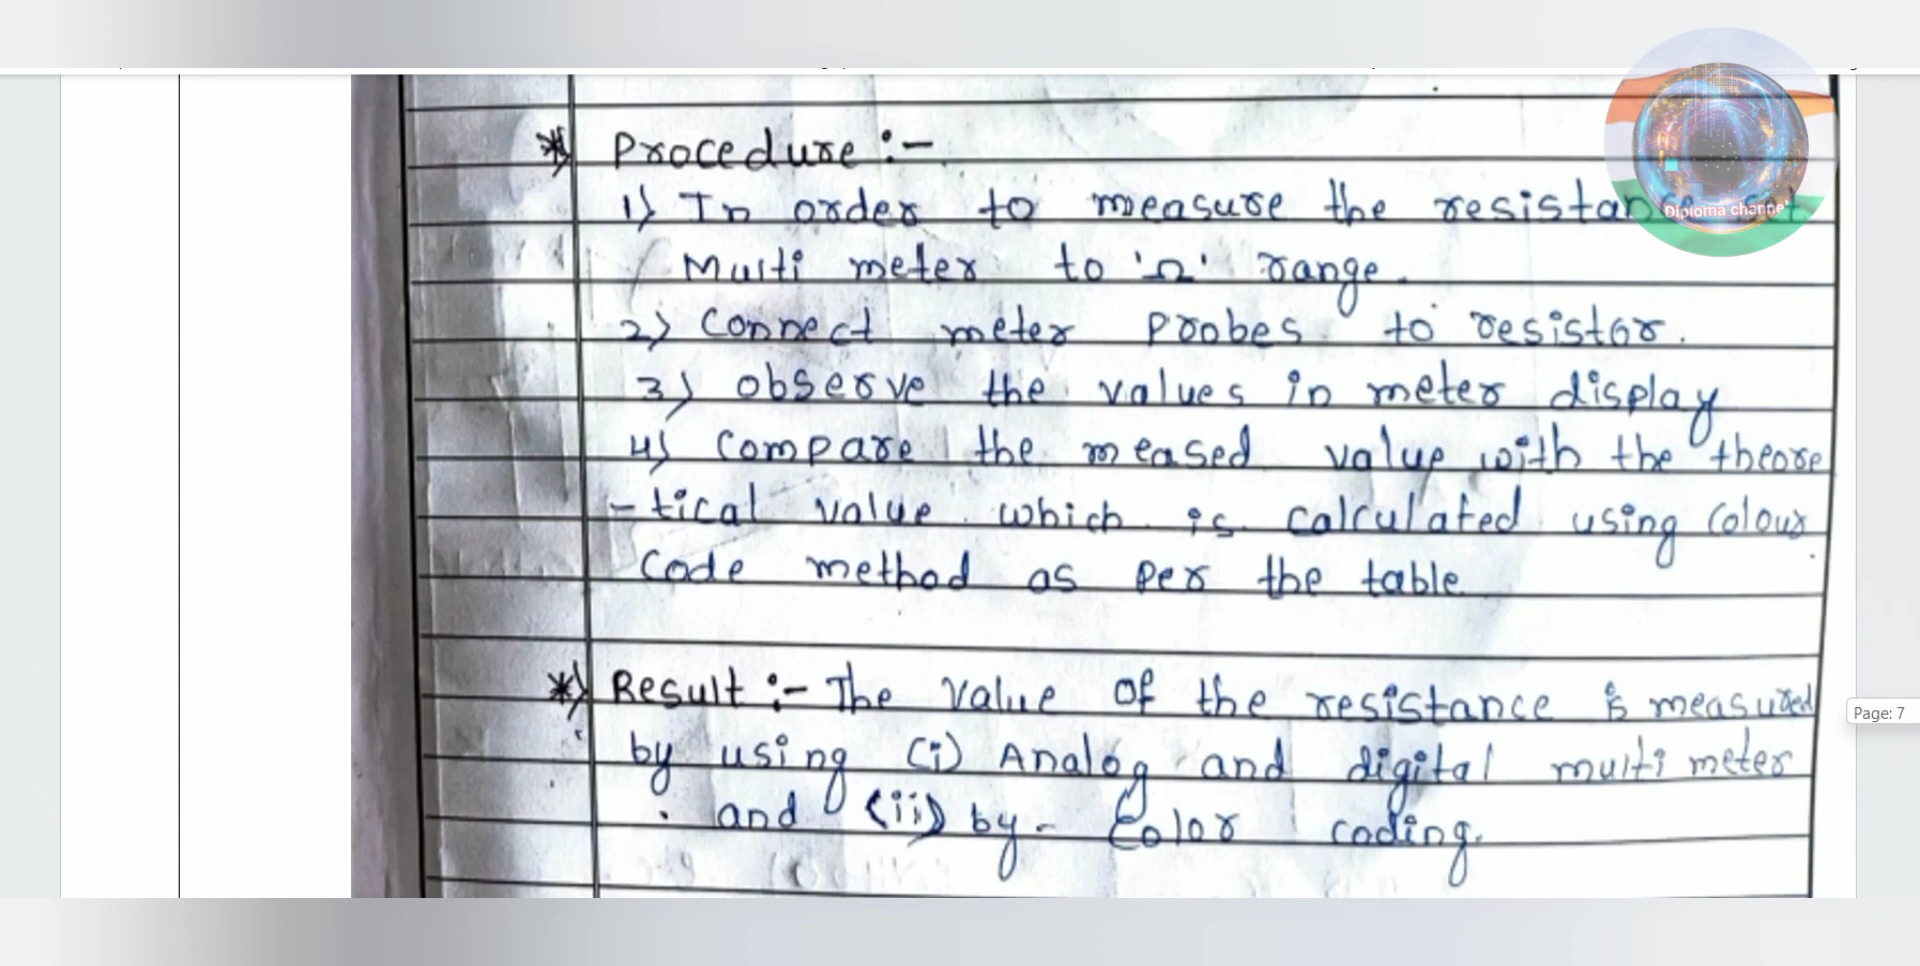 *) Procedure :-
1) In order to measure the resistance set
Multi meter to 'Ω' range.
2) Connect meter Probes to resistor.
3) observe the values in meter display
4) Compare the meased value with the theore
-tical value which is calculated using Colour
Code method as per the table
*) Result :- The value of the resistance is measured
by using (i) Analog and digital multi meter
and (ii) by - Color coding.
Diploma channel
Page: 7